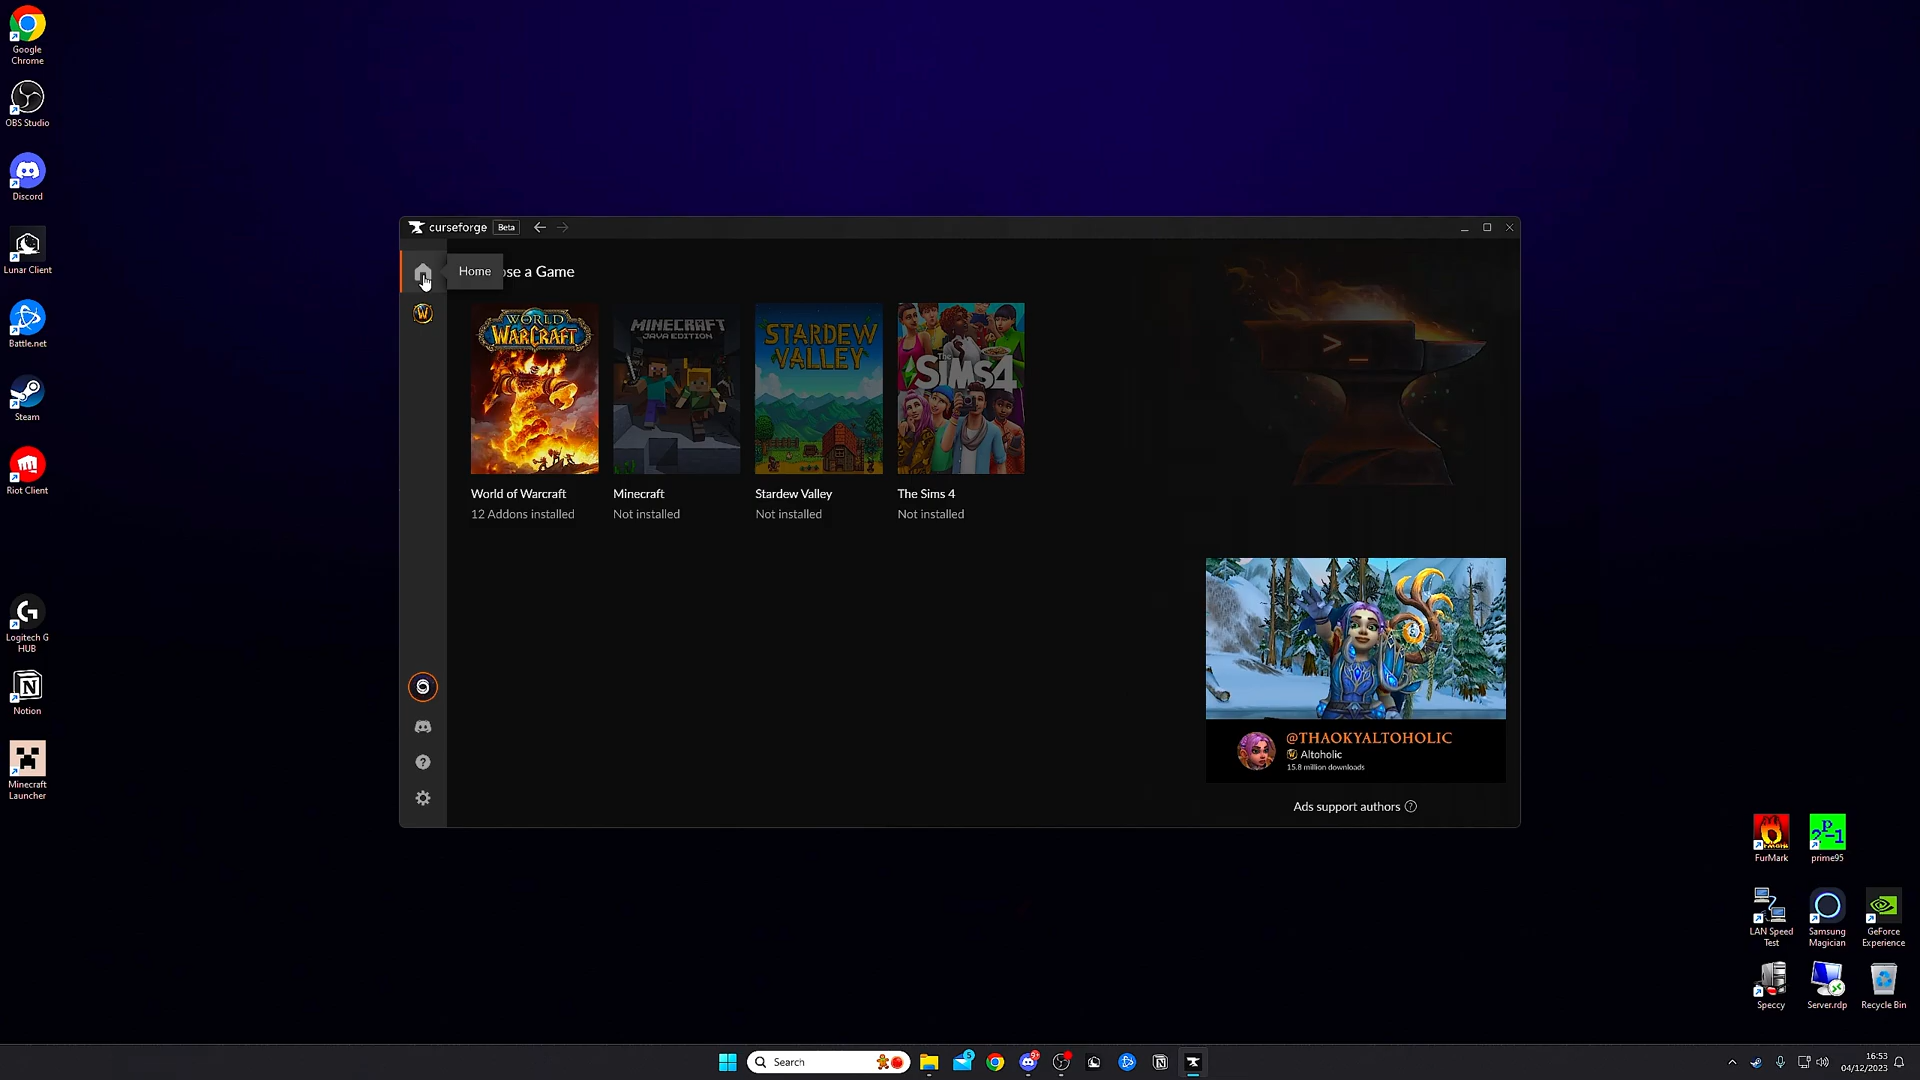 Google
Chrome
OBS Studio
Discord
Lunar Client
Battle.net
Steam
Riot Client
Logitech G
HUB
Notion
Minecraft
Launcher
curseforge Beta
Home
ose a Game
WORLD
WARCRAFT
MINECRAFT
JAVA EDITION
STARDEW
VALLEY
The
SIMS4
World of Warcraft
12 Addons installed
Minecraft
Not installed
Stardew Valley
Not installed
The Sims 4
Not installed
@THAOKYALTOHOLIC
Altoholic
15.8 million downloads
Ads support authors
FurMark
prime95
LAN Speed
Test
Samsung
Magician
GeForce
Experience
Speccy
Server.rdp
Recycle Bin
Search
5
9+
16:53
04/12/2023